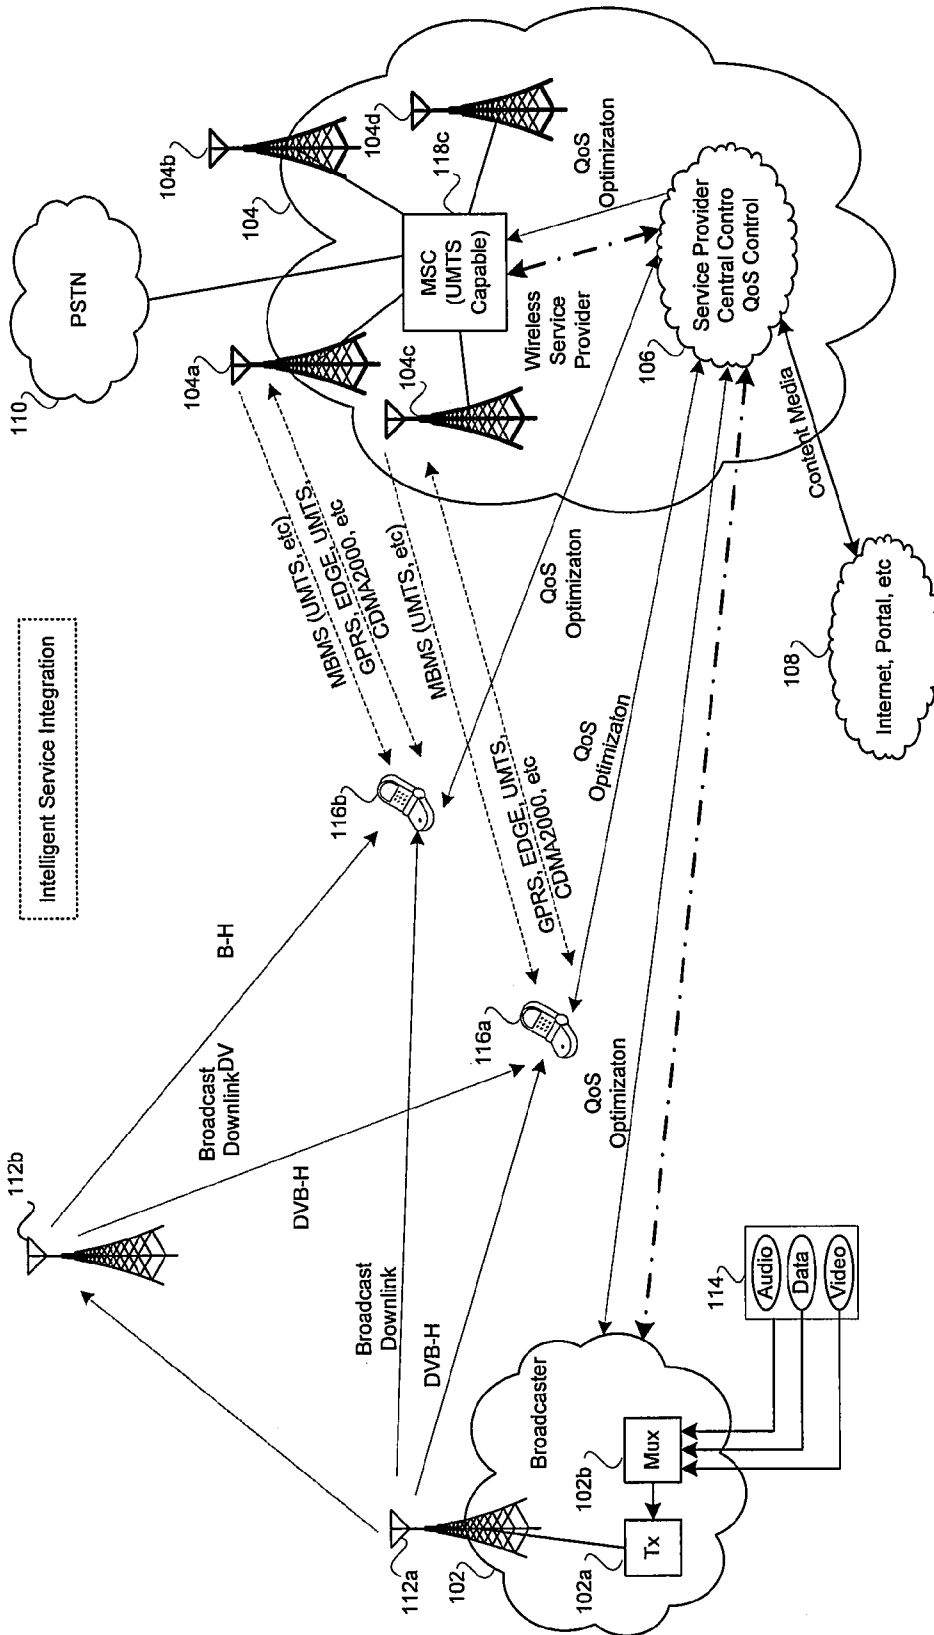 Intelligent Service Integration
112b
Broadcast
DownlinkDV
B-H
DVB-H
Broadcast
Downlink
DVB-H
112a
102
Broadcaster
102a
Tx
102b
Mux
114
Audio
Data
Video
116a
116b
MBMS (UMTS, etc)
GPRS, EDGE, UMTS,
CDMA2000, etc
MBMS (UMTS, etc)
GPRS, EDGE, UMTS,
CDMA2000, etc
QoS
Optimizaton
QoS
Optimizaton
QoS
Optimizaton
110
PSTN
104a
104b
104
104c
104d
118c
MSC
(UMTS
Capable)
Wireless
Service
Provider
QoS
Optimizaton
106
Service Provider
Central Contro
QoS Control
Content Media
108
Internet, Portal, etc